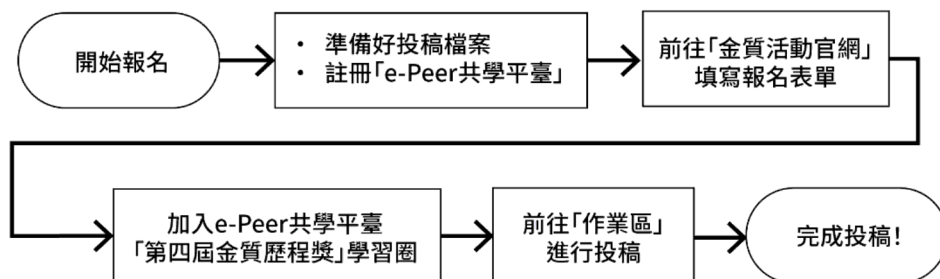 開始報名
• 準備好投稿檔案
• 註冊「e-Peer共學平臺」
前往「金質活動官網」
填寫報名表單
加入e-Peer共學平臺
「第四屆金質歷程獎」學習圈
前往「作業區」
進行投稿
完成投稿!